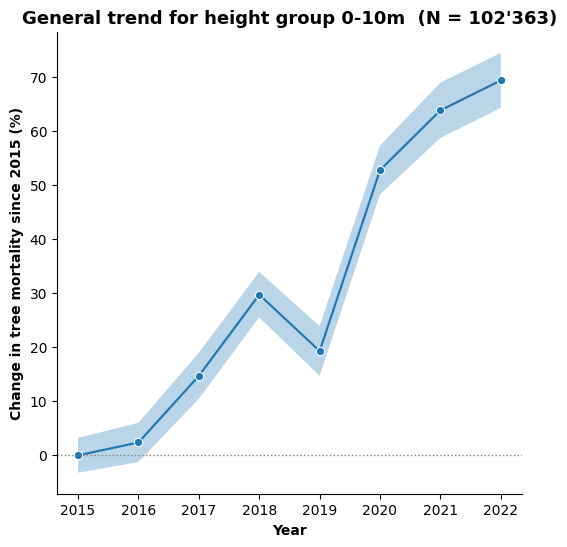 General trend for height group 0-10m  (N = 102'363)
Change in tree mortality since 2015 (%)
70
60
50
40
30
20
10
0
2015 2016 2017 2018 2019 2020 2021 2022
Year